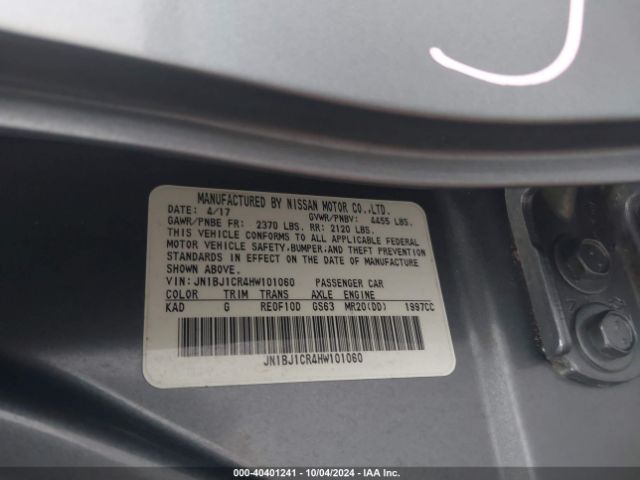 MANUFACTURED BY NISSAN MOTOR CO.,LTD.
DATE: 4/17 GVWR/PNBV: 4455 LBS.
GAWR/PNBE FR: 2370 LBS. RR: 2120 LBS.
THIS VEHICLE CONFORMS TO ALL APPLICABLE FEDERAL
MOTOR VEHICLE SAFETY,BUMPER,AND THEFT PREVENTION
STANDARDS IN EFFECT ON THE DATE OF MANUFACTURE
SHOWN ABOVE.
VIN: JN1BJ1CR4HW101060 PASSENGER CAR
COLOR TRIM TRANS AXLE ENGINE
KAD G RE0F10D GS63 MR20(DD) 1997CC
JN1BJ1CR4HW101060
000-40401241 - 10/04/2024 - IAA Inc.